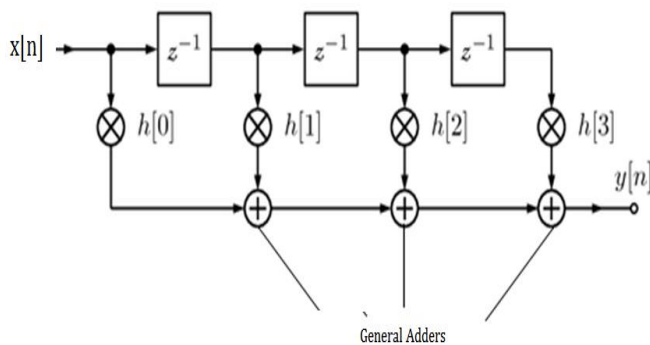 x[n]
z⁻¹ z⁻¹ z⁻¹
h[0] h[1] h[2] h[3]
y[n]
General Adders